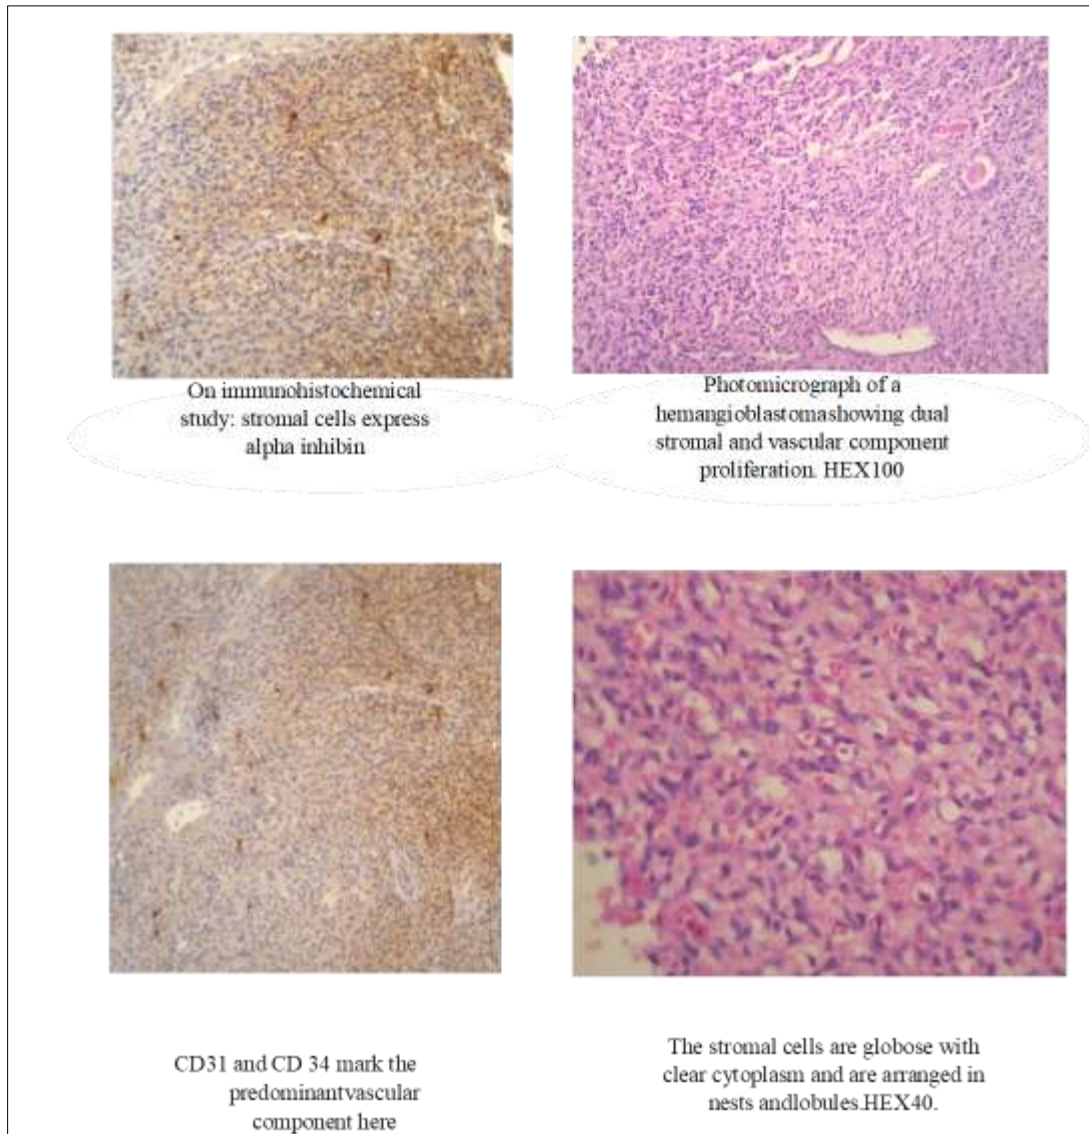 On immunohistochemical
study: stromal cells express
alpha inhibin
Photomicrograph of a
hemangioblastomashowing dual
stromal and vascular component
proliferation. HEX100
CD31 and CD 34 mark the
predominantvascular
component here
The stromal cells are globose with
clear cytoplasm and are arranged in
nests andlobules.HEX40.